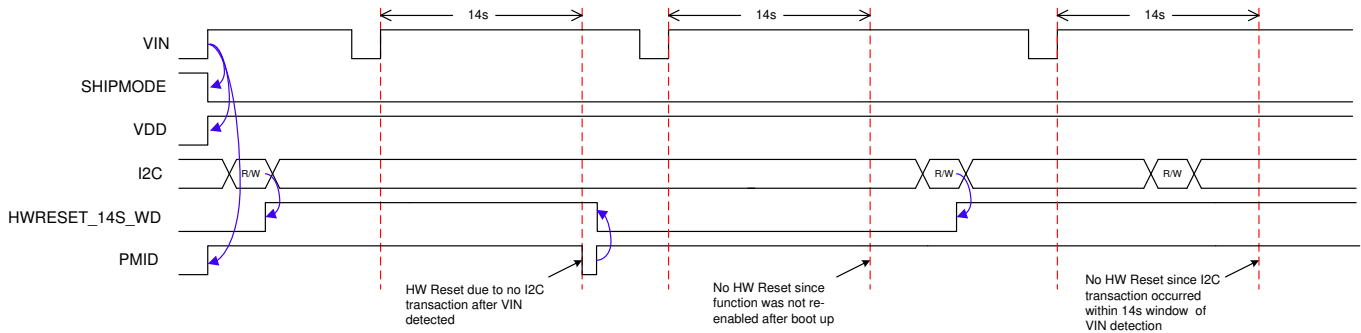 14s
14s
14s
VIN
SHIPMODE
VDD
I2C
R/W
R/W
R/W
HWRESET_14S_WD
PMID
HW Reset due to no I2C
transaction after VIN
detected
No HW Reset since
function was not re-
enabled after boot up
No HW Reset since I2C
transaction occurred
within 14s window of
VIN detection